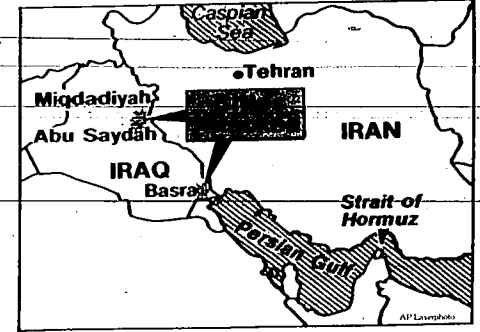 Caspian
Sea
Tehran
Miqdadiyah
Abu Saydah
IRAN
IRAQ
Basra
Strait of
Hormuz
Persian Gulf
AP Laserphoto